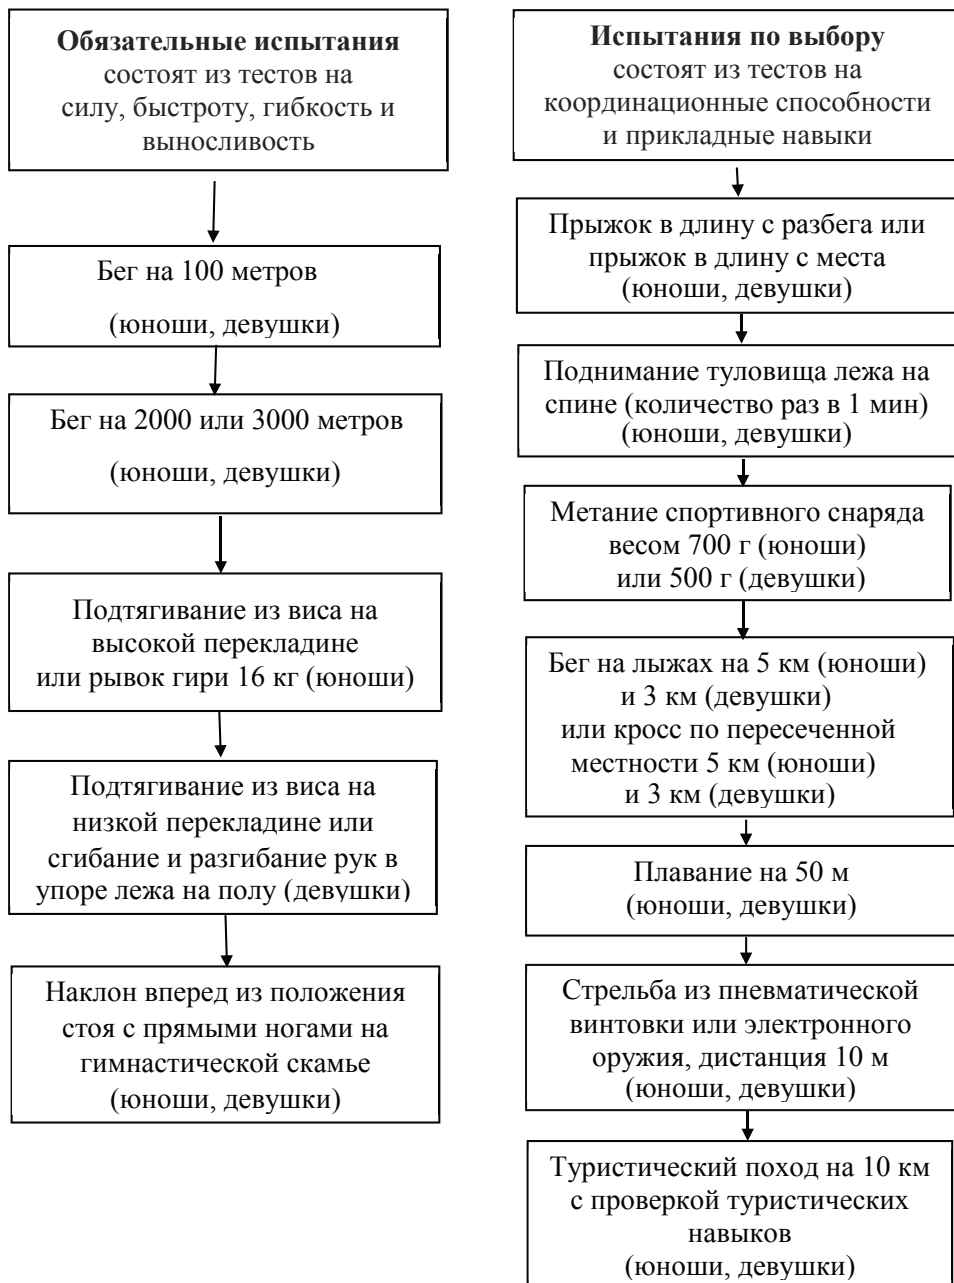 Обязательные испытания
состоят из тестов на
силу, быстроту, гибкость и
выносливость
Бег на 100 метров
(юноши, девушки)
Бег на 2000 или 3000 метров
(юноши, девушки)
Подтягивание из виса на
высокой перекладине
или рывок гири 16 кг (юноши)
Подтягивание из виса на
низкой перекладине или
сгибание и разгибание рук в
упоре лежа на полу (девушки)
Наклон вперед из положения
стоя с прямыми ногами на
гимнастической скамье
(юноши, девушки)
Испытания по выбору
состоят из тестов на
координационные способности
и прикладные навыки
Прыжок в длину с разбега или
прыжок в длину с места
(юноши, девушки)
Поднимание туловища лежа на
спине (количество раз в 1 мин)
(юноши, девушки)
Метание спортивного снаряда
весом 700 г (юноши)
или 500 г (девушки)
Бег на лыжах на 5 км (юноши)
и 3 км (девушки)
или кросс по пересеченной
местности 5 км (юноши)
и 3 км (девушки)
Плавание на 50 м
(юноши, девушки)
Стрельба из пневматической
винтовки или электронного
оружия, дистанция 10 м
(юноши, девушки)
Туристический поход на 10 км
с проверкой туристических
навыков
(юноши, девушки)